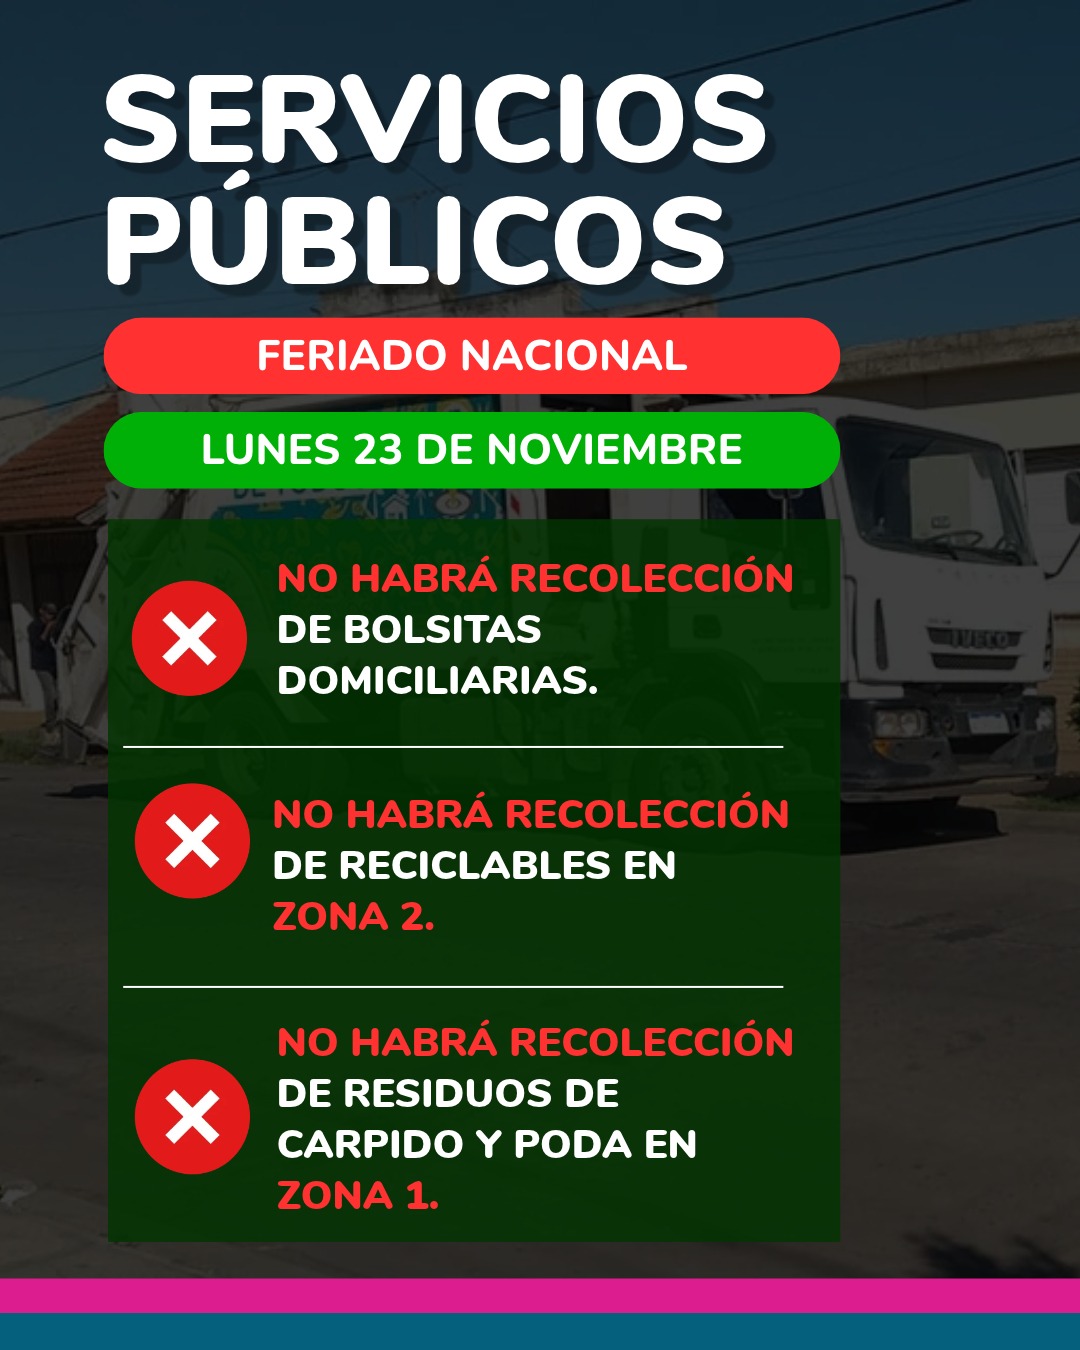 SERVICIOS
PÚBLICOS
FERIADO NACIONAL
LUNES 23 DE NOVIEMBRE
NO HABRÁ RECOLECCIÓN
DE BOLSITAS
DOMICILIARIAS.
NO HABRÁ RECOLECCIÓN
DE RECICLABLES EN
ZONA 2.
NO HABRÁ RECOLECCIÓN
DE RESIDUOS DE
CARPIDO Y PODA EN
ZONA 1.
IVECO